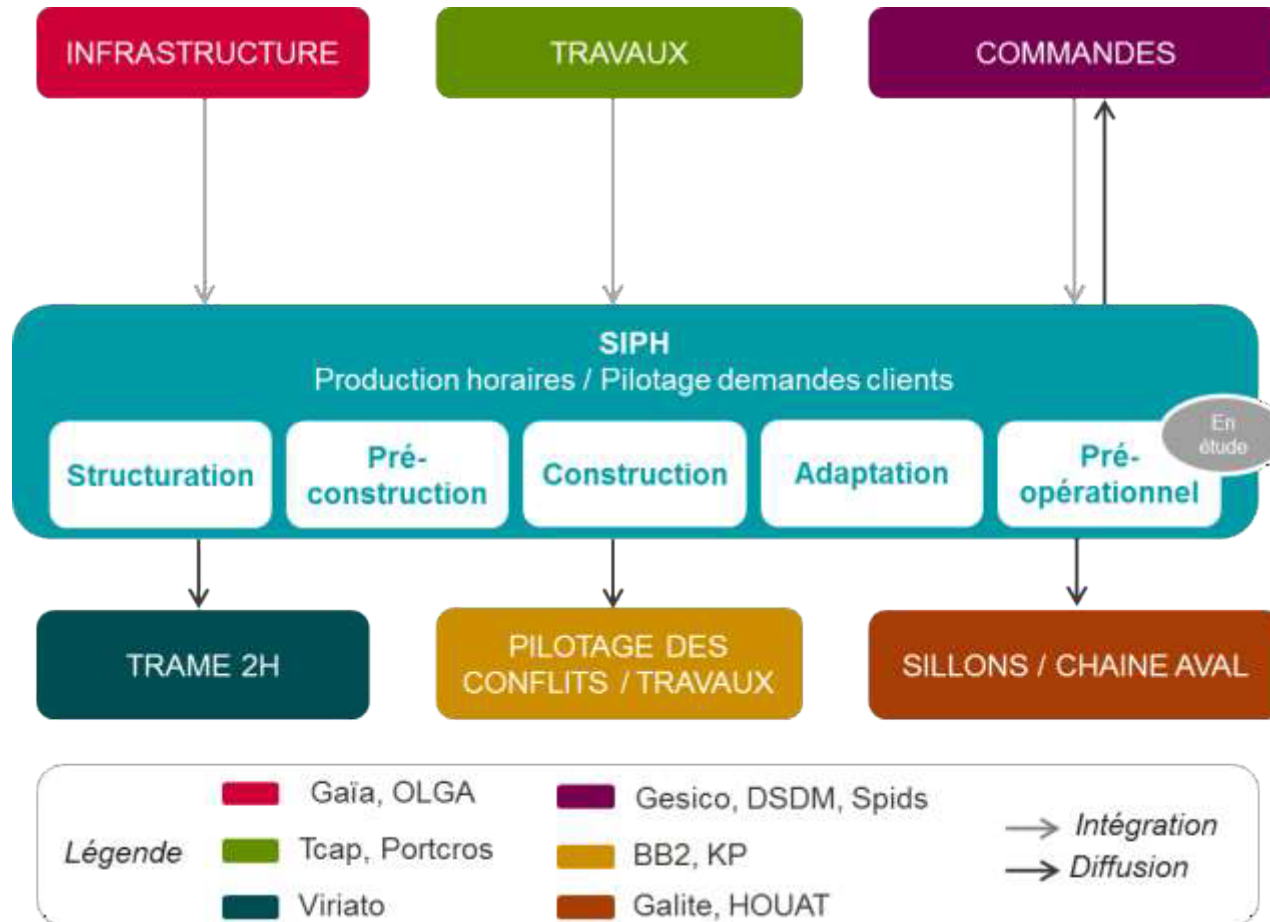 INFRASTRUCTURE
TRAVAUX
COMMANDES
SIPH
Production horaires / Pilotage demandes clients
En
étude
Structuration
Pré-
construction
Construction
Adaptation
Pré-
opérationnel
TRAME 2H
PILOTAGE DES
CONFLITS / TRAVAUX
SILLONS / CHAINE AVAL
Légende
Gaïa, OLGA
Tcap, Portcros
Viriato
Gesico, DSDM, Spids
BB2, KP
Galite, HOUAT
Intégration
Diffusion